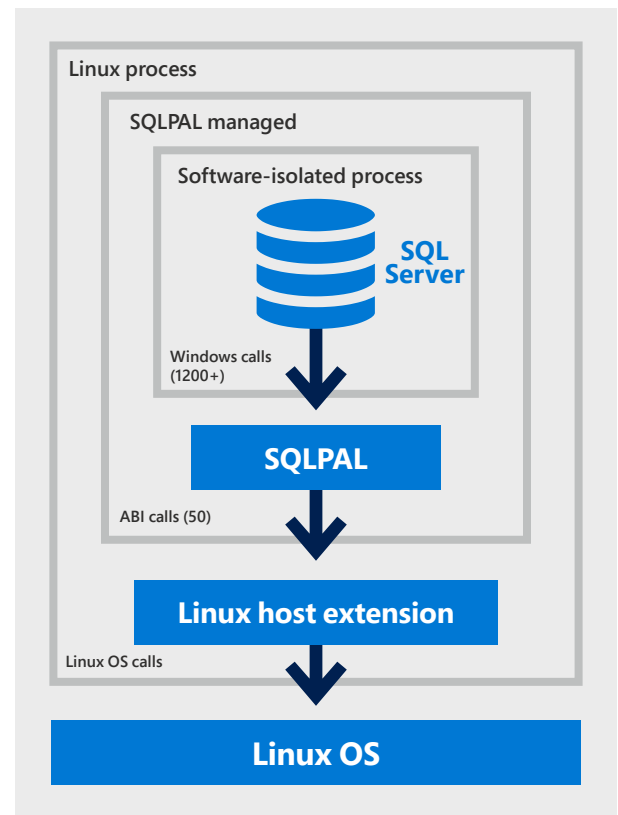 Linux process
SQLPAL managed
Software-isolated process
SQL
Server
Windows calls
(1200+)
SQLPAL
ABI calls (50)
Linux host extension
Linux OS calls
Linux OS